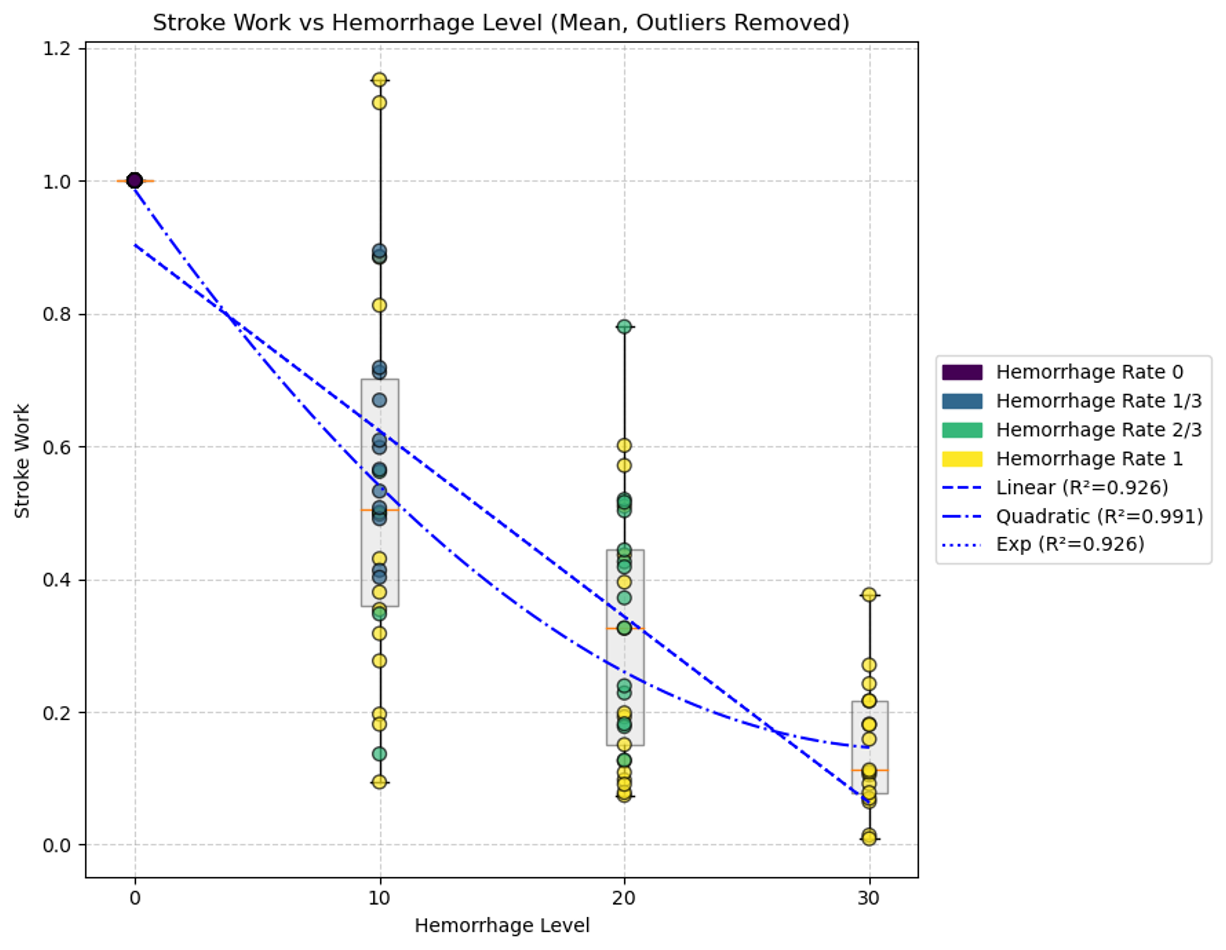 Stroke Work vs Hemorrhage Level (Mean, Outliers Removed)
1.2
1.0
0.8
0.6
0.4
0.2
0.0
Stroke Work
0
10
20
30
Hemorrhage Level
Hemorrhage Rate 0
Hemorrhage Rate 1/3
Hemorrhage Rate 2/3
Hemorrhage Rate 1
Linear (R²=0.926)
Quadratic (R²=0.991)
Exp (R²=0.926)